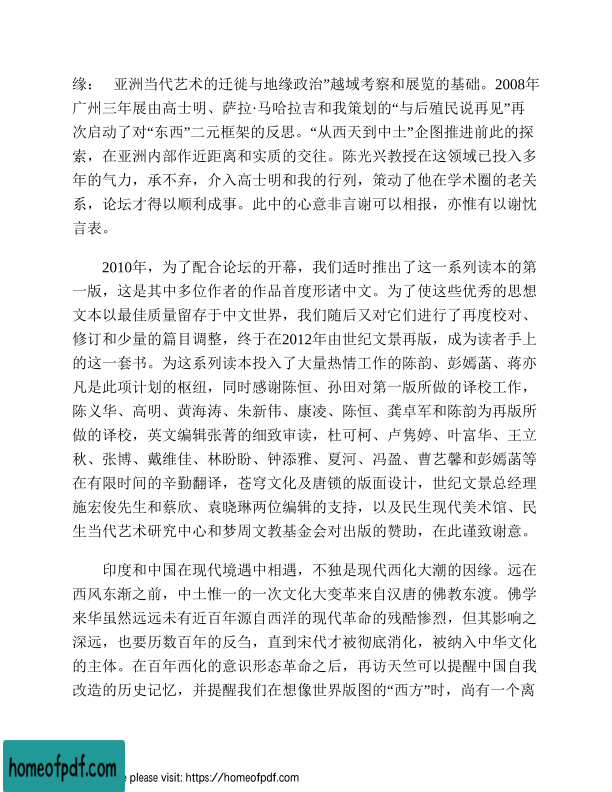 缘：　亚洲当代艺术的迁徙与地缘政治”越域考察和展览的基础。2008年
广州三年展由高士明、萨拉·马哈拉吉和我策划的“与后殖民说再见”再
次启动了对“东西”二元框架的反思。“从西天到中土”企图推进前此的探
索，在亚洲内部作近距离和实质的交往。陈光兴教授在这领域已投入多
年的气力，承不弃，介入高士明和我的行列，策动了他在学术圈的老关
系，论坛才得以顺利成事。此中的心意非言谢可以相报，亦惟有以谢忱
言表。
2010年，为了配合论坛的开幕，我们适时推出了这一系列读本的第
一版，这是其中多位作者的作品首度形诸中文。为了使这些优秀的思想
文本以最佳质量留存于中文世界，我们随后又对它们进行了再度校对、
修订和少量的篇目调整，终于在2012年由世纪文景再版，成为读者手上
的这一套书。为这系列读本投入了大量热情工作的陈韵、彭嫣菡、蒋亦
凡是此项计划的枢纽，同时感谢陈恒、孙田对第一版所做的译校工作，
陈义华、高明、黄海涛、朱新伟、康凌、陈恒、龚卓军和陈韵为再版所
做的译校，英文编辑张菁的细致审读，杜可柯、卢隽婷、叶富华、王立
秋、张博、戴维佳、林盼盼、钟添雅、夏河、冯盈、曹艺馨和彭嫣菡等
在有限时间的辛勤翻译，苍穹文化及唐锁的版面设计，世纪文景总经理
施宏俊先生和蔡欣、袁晓琳两位编辑的支持，以及民生现代美术馆、民
生当代艺术研究中心和梦周文教基金会对出版的赞助，在此谨致谢意。
印度和中国在现代境遇中相遇，不独是现代西化大潮的因缘。远在
西风东渐之前，中土惟一的一次文化大变革来自汉唐的佛教东渡。佛学
来华虽然远远未有近百年源自西洋的现代革命的残酷惨烈，但其影响之
深远，也要历数百年的反刍，直到宋代才被彻底消化，被纳入中华文化
的主体。在百年西化的意识形态革命之后，再访天竺可以提醒中国自我
改造的历史记忆，并提醒我们在想像世界版图的“西方”时，尚有一个离
homeofpdf.com
e please visit: https://homeofpdf.com